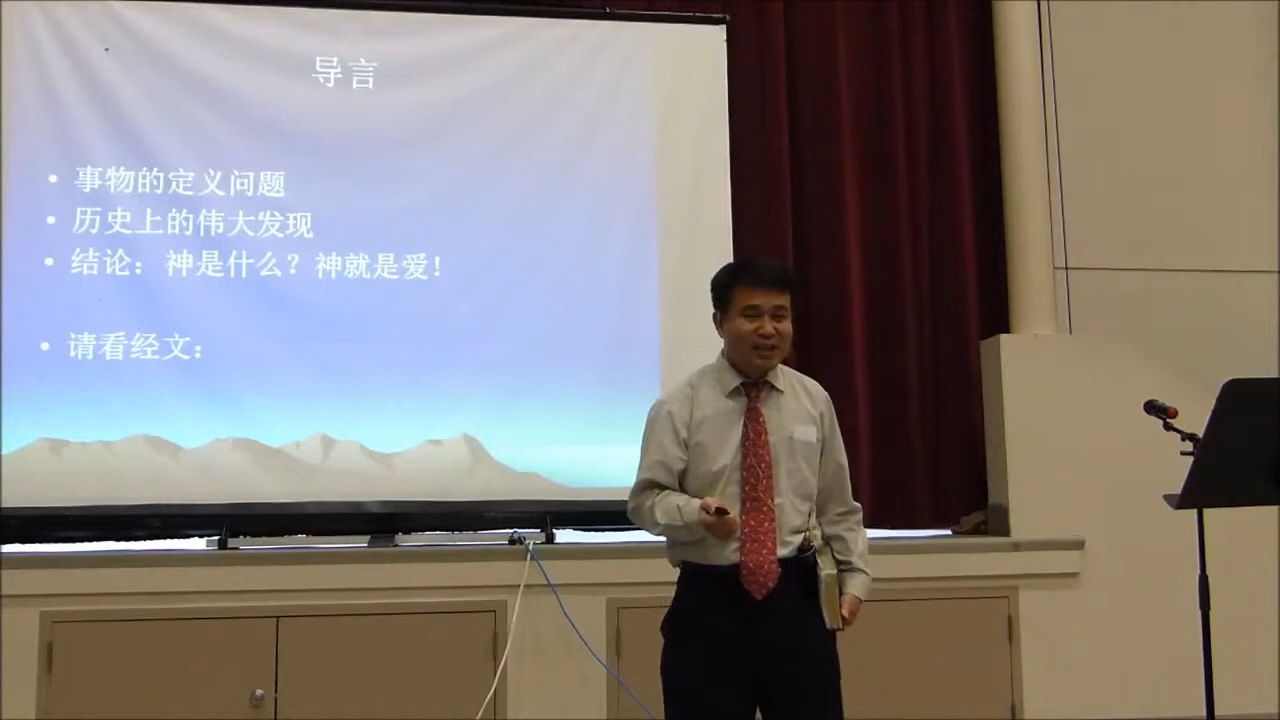 导言
• 事物的定义问题
• 历史上的伟大发现
• 结论：神是什么？神就是爱！
• 请看经文：